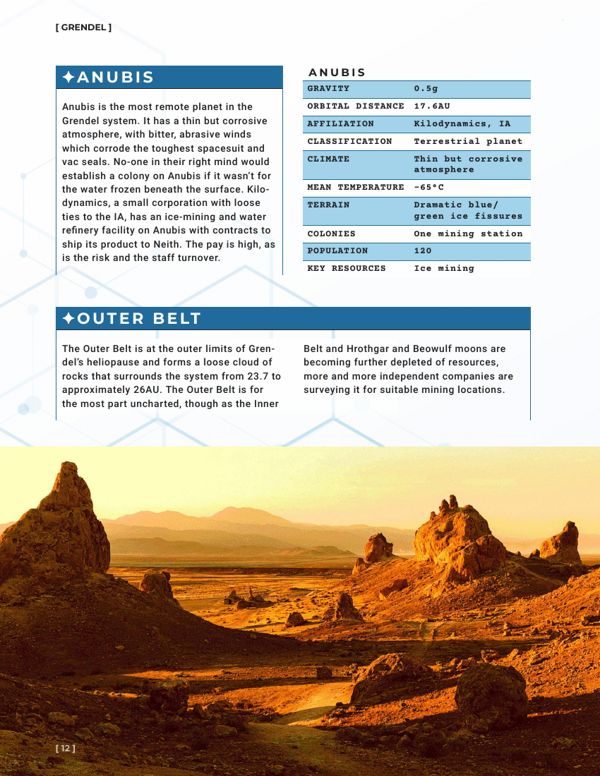 [ GRENDEL ]
✦ANUBIS
Anubis is the most remote planet in the
Grendel system. It has a thin but corrosive
atmosphere, with bitter, abrasive winds
which corrode the toughest spacesuit and
vac seals. No-one in their right mind would
establish a colony on Anubis if it wasn't for
the water frozen beneath the surface. Kilo-
dynamics, a small corporation with loose
ties to the IA, has an ice-mining and water
refinery facility on Anubis with contracts to
ship its product to Neith. The pay is high, as
is the risk and the staff turnover.
ANUBIS
GRAVITY 0.5g
ORBITAL DISTANCE 17.6AU
AFFILIATION Kilodynamics, IA
CLASSIFICATION Terrestrial planet
CLIMATE Thin but corrosive
atmosphere
MEAN TEMPERATURE -65°C
TERRAIN Dramatic blue/
green ice fissures
COLONIES One mining station
POPULATION 120
KEY RESOURCES Ice mining
✦OUTER BELT
The Outer Belt is at the outer limits of Gren-
del's heliopause and forms a loose cloud of
rocks that surrounds the system from 23.7 to
approximately 26AU. The Outer Belt is for
the most part uncharted, though as the Inner
Belt and Hrothgar and Beowulf moons are
becoming further depleted of resources,
more and more independent companies are
surveying it for suitable mining locations.
[ 12 ]